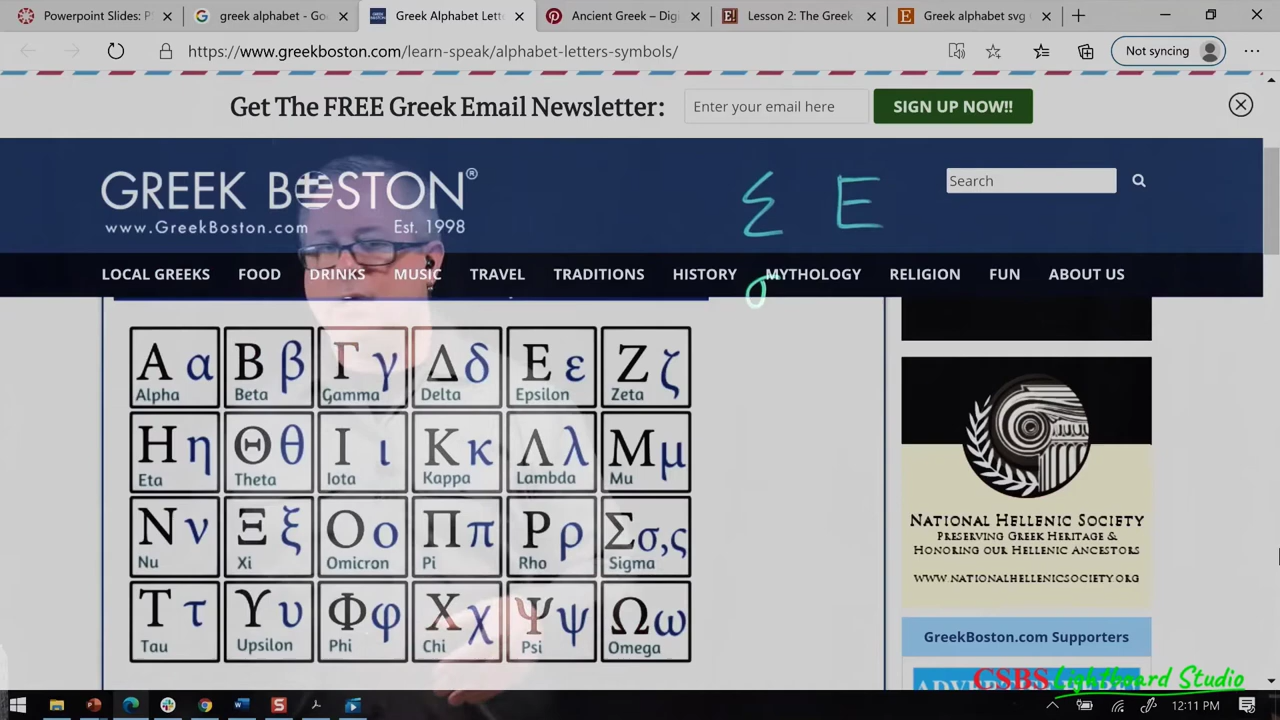 Powerpoint Slides: P
greek alphabet - Go
Greek Alphabet Lett
Ancient Greek – Digi
Lesson 2: The Greek
Greek alphabet svg
https://www.greekboston.com/learn-speak/alphabet-letters-symbols/
Not syncing
Get The FREE Greek Email Newsletter:
Enter your email here
SIGN UP NOW!!
GREEK BOSTON®
www.GreekBoston.com Est. 1998
Σ E
Search
LOCAL GREEKS FOOD DRINKS MUSIC TRAVEL TRADITIONS HISTORY MYTHOLOGY RELIGION FUN ABOUT US
σ
Α α Β β Γ γ Δ δ Ε ε Ζ ζ
Alpha Beta Gamma Delta Epsilon Zeta
Η η Θ θ Ι ι Κ κ Λ λ Μ μ
Eta Theta Iota Kappa Lambda Mu
Ν ν Ξ ξ Ο ο Π π Ρ ρ Σ σ,ς
Nu Xi Omicron Pi Rho Sigma
Τ τ Υ υ Φ φ Χ χ Ψ ψ Ω ω
Tau Upsilon Phi Chi Psi Omega
NATIONAL HELLENIC SOCIETY
PRESERVING GREEK HERITAGE &
HONORING OUR HELLENIC ANCESTORS
WWW.NATIONALHELLENICSOCIETY.ORG
GreekBoston.com Supporters
CSBS Lightboard Studio
12:11 PM